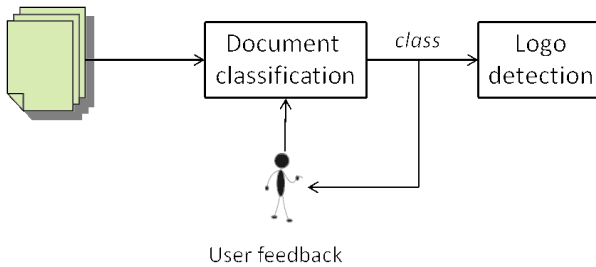 Document
classification
class
Logo
detection
User feedback